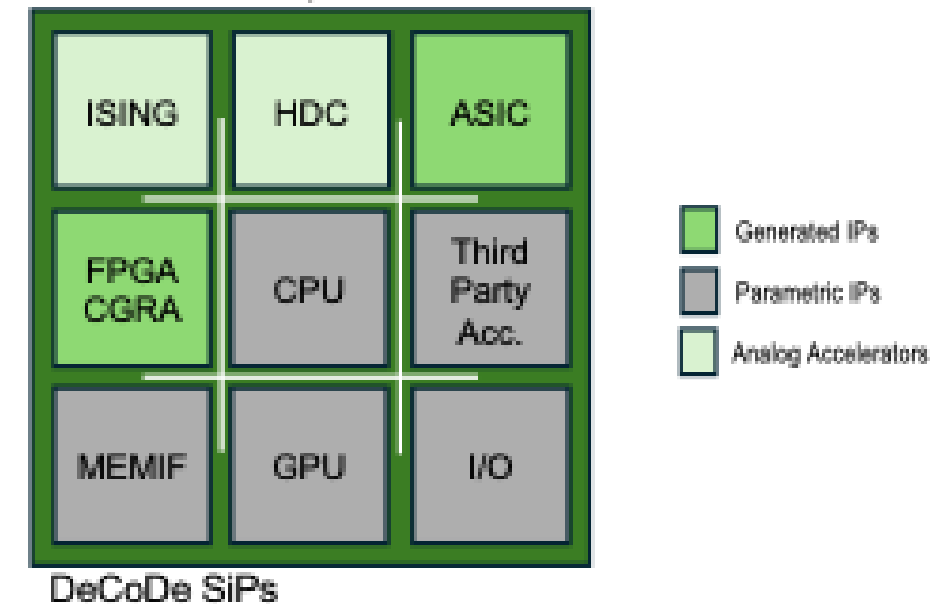 ISING
HDC
ASIC
FPGA
CGRA
CPU
Third
Party
Acc.
MEMIF
GPU
I/O
DeCoDe SiPs
Generated IPs
Parametric IPs
Analog Accelerators